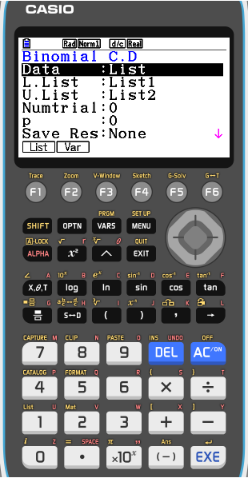 CASIO
Rad Norm1 d/c Real
Binomial C.D
Data :List
L.List :List1
U.List :List2
Numtrial:0
p :0
Save Res:None
List Var
Trace Zoom V-Window Sketch G-Solv G↔T
F1 F2 F3 F4 F5 F6
PRGM SET UP
SHIFT OPTN VARS MENU
A-LOCK QUIT
ALPHA x² ^ EXIT
X,θ,T log ln sin cos tan
S↔D ( ) , →
CAPTURE M CLIP N PASTE O INS UNDO OFF
7 8 9 DEL AC/ON
CATALOG P FORMAT Q R S T
4 5 6 × ÷
List U Mat V W X Y
1 2 3 + −
i Z = SPACE π Ans
0 • ×10ˣ (−) EXE